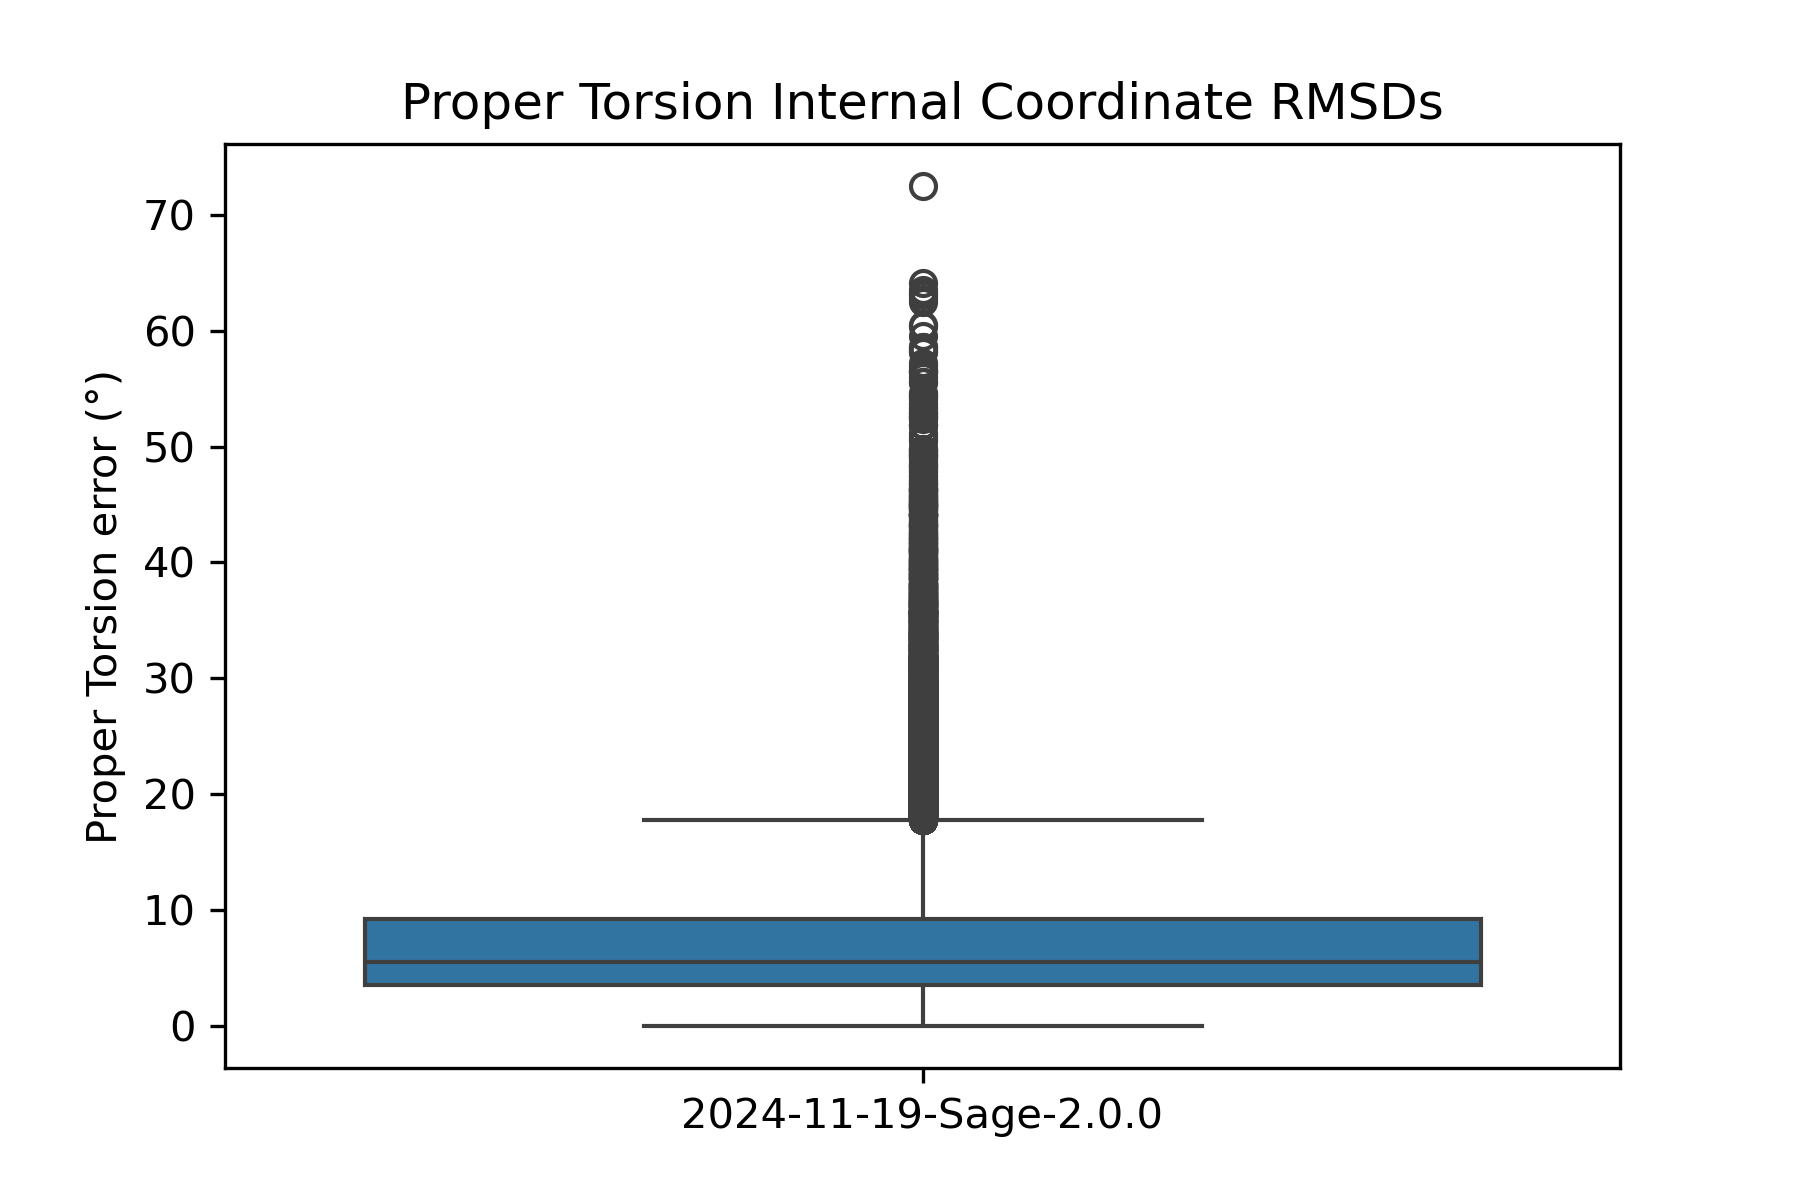 Proper Torsion Internal Coordinate RMSDs
Proper Torsion error (°)
70
60
50
40
30
20
10
0
2024-11-19-Sage-2.0.0